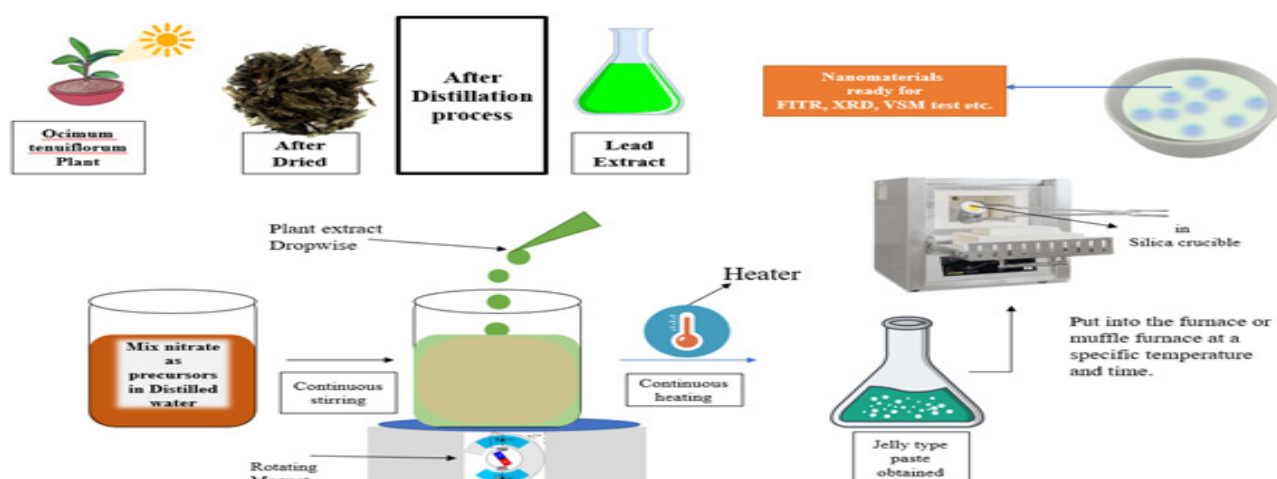 Ocimum
tenuiflorum
Plant
After
Dried
After
Distillation
process
Lead
Extract
Nanomaterials
ready for
FITR, XRD, VSM test etc.
in
Silica crucible
Plant extract
Dropwise
Heater
Mix nitrate
as
precursors
in Distilled
water
Continuous
stirring
Continuous
heating
Put into the furnace or
muffle furnace at a
specific temperature
and time.
Jelly type
paste
obtained
Rotating
Magnet